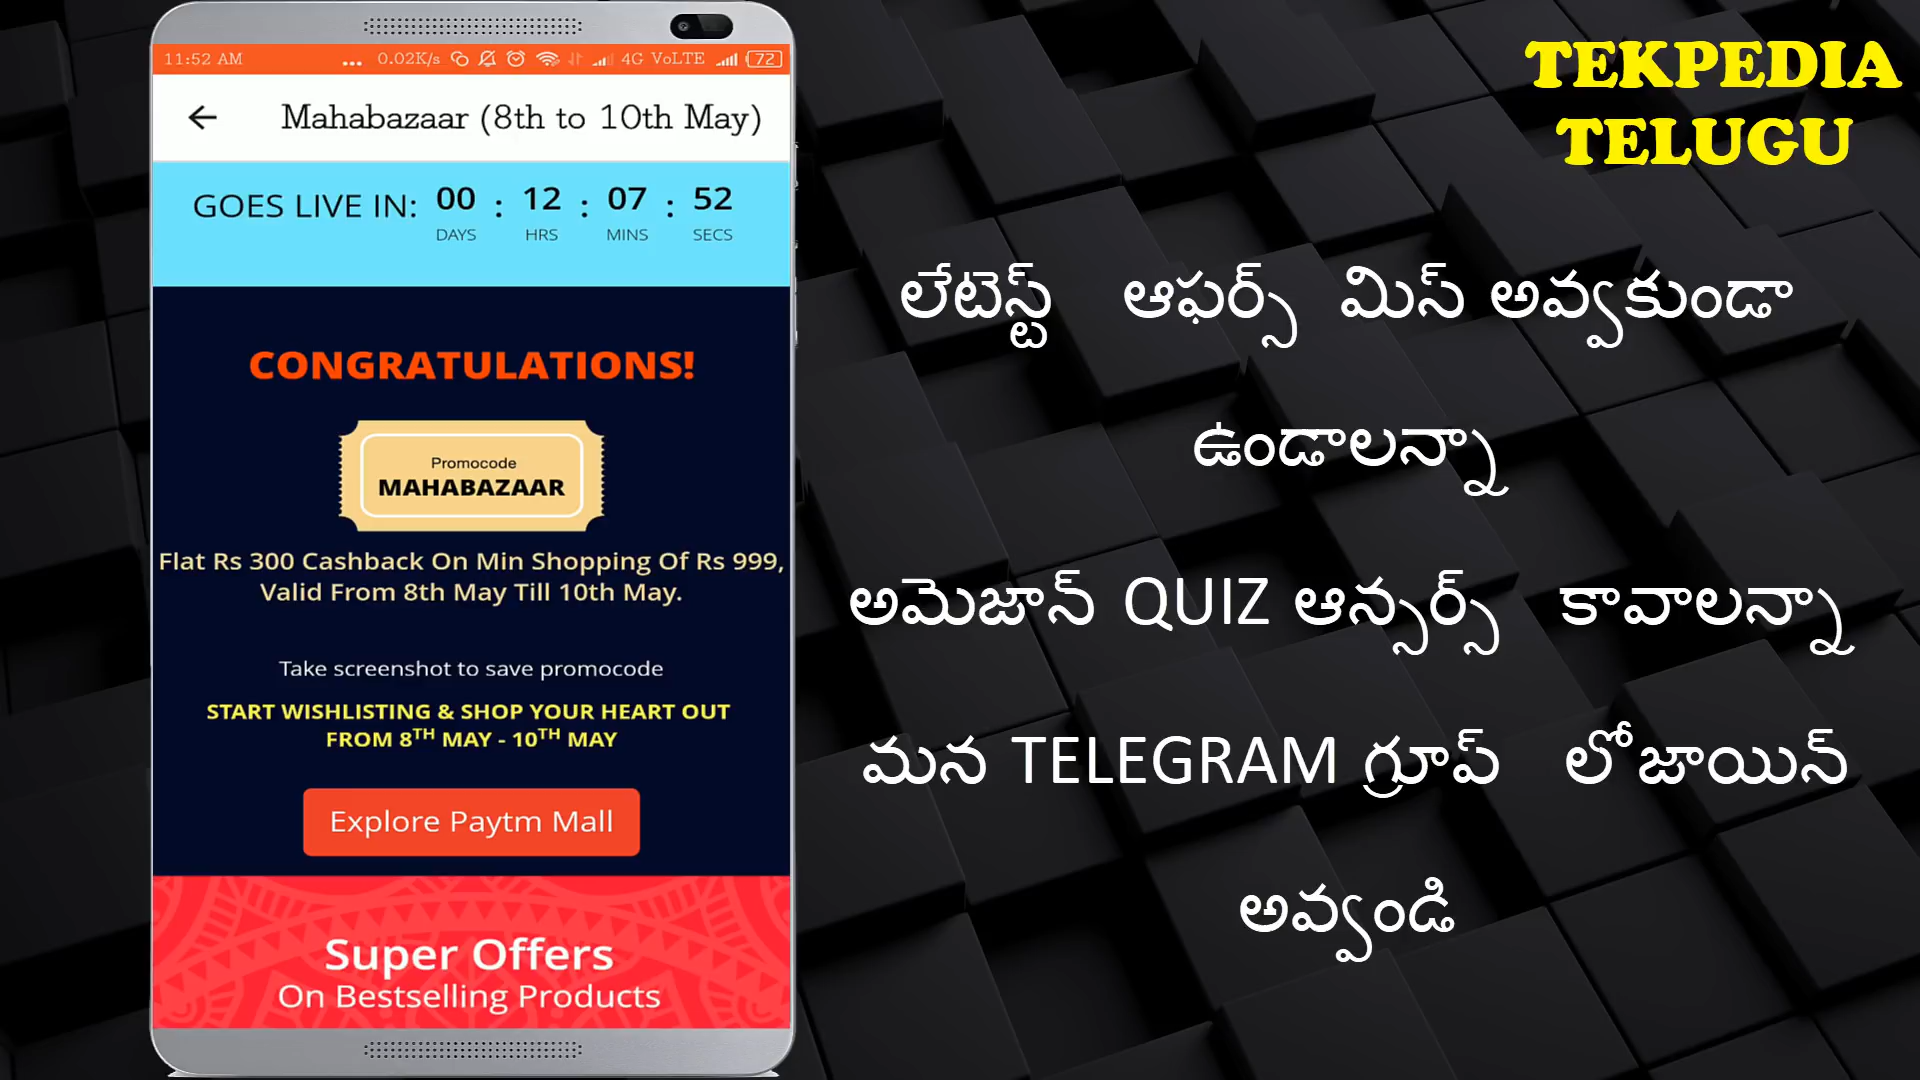 11:52 AM ... 0.02K/s 4G VoLTE 72
Mahabazaar (8th to 10th May)
GOES LIVE IN: 00 : 12 : 07 : 52
DAYS HRS MINS SECS
CONGRATULATIONS!
Promocode
MAHABAZAAR
Flat Rs 300 Cashback On Min Shopping Of Rs 999,
Valid From 8th May Till 10th May.
Take screenshot to save promocode
START WISHLISTING & SHOP YOUR HEART OUT
FROM 8TH MAY - 10TH MAY
Explore Paytm Mall
Super Offers
On Bestselling Products
TEKPEDIA
TELUGU
లేటెస్ట్ ఆఫర్స్ మిస్ అవ్వకుండా
ఉండాలన్నా
అమెజాన్ QUIZ ఆన్సర్స్ కావాలన్నా
మన TELEGRAM గ్రూప్ లోజాయిన్
అవ్వండి